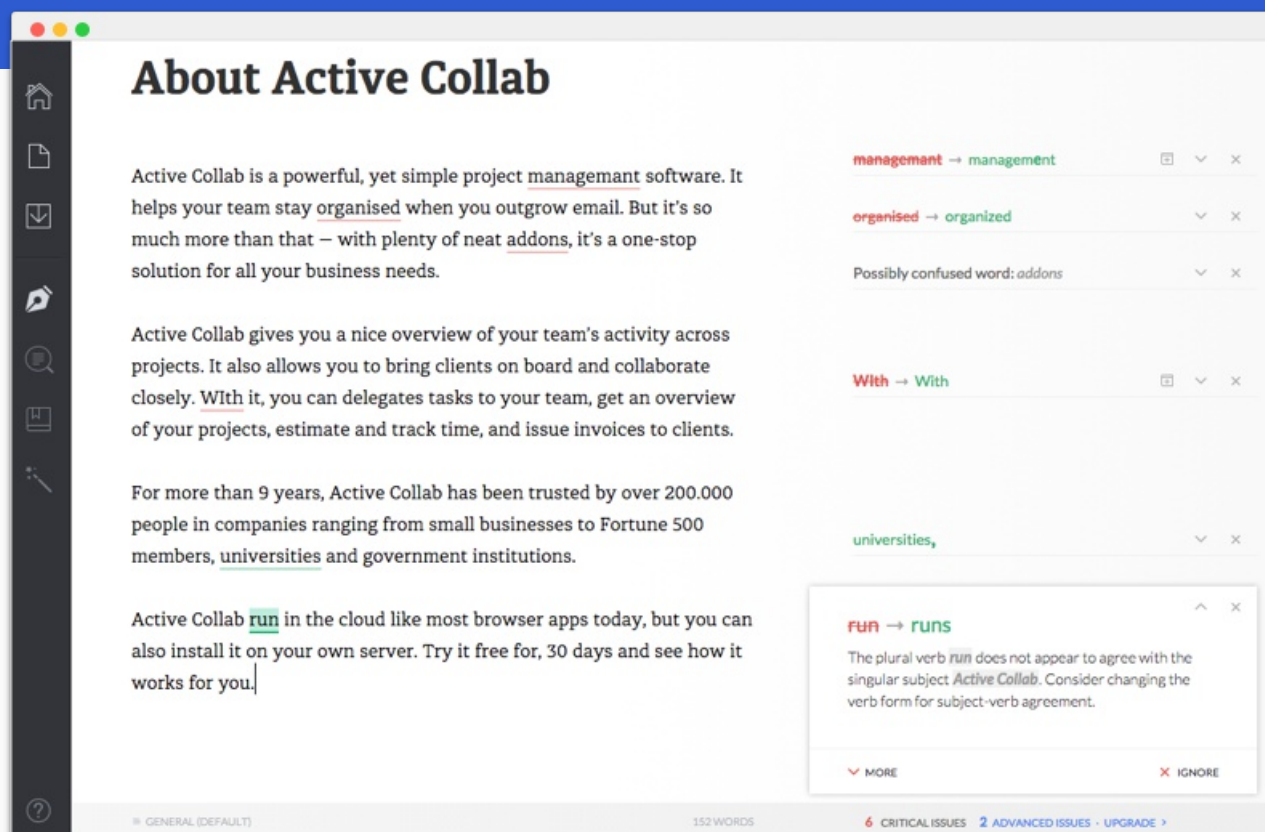 About Active Collab
Active Collab is a powerful, yet simple project managemant software. It
helps your team stay organised when you outgrow email. But it's so
much more than that – with plenty of neat addons, it's a one-stop
solution for all your business needs.
Active Collab gives you a nice overview of your team's activity across
projects. It also allows you to bring clients on board and collaborate
closely. WIth it, you can delegates tasks to your team, get an overview
of your projects, estimate and track time, and issue invoices to clients.
For more than 9 years, Active Collab has been trusted by over 200.000
people in companies ranging from small businesses to Fortune 500
members, universities and government institutions.
Active Collab run in the cloud like most browser apps today, but you can
also install it on your own server. Try it free for, 30 days and see how it
works for you.
managemant → management
organised → organized
Possibly confused word: addons
WIth → With
universities,
run → runs
The plural verb run does not appear to agree with the
singular subject Active Collab. Consider changing the
verb form for subject-verb agreement.
MORE
IGNORE
GENERAL (DEFAULT)
152 WORDS
6 CRITICAL ISSUES 2 ADVANCED ISSUES - UPGRADE >